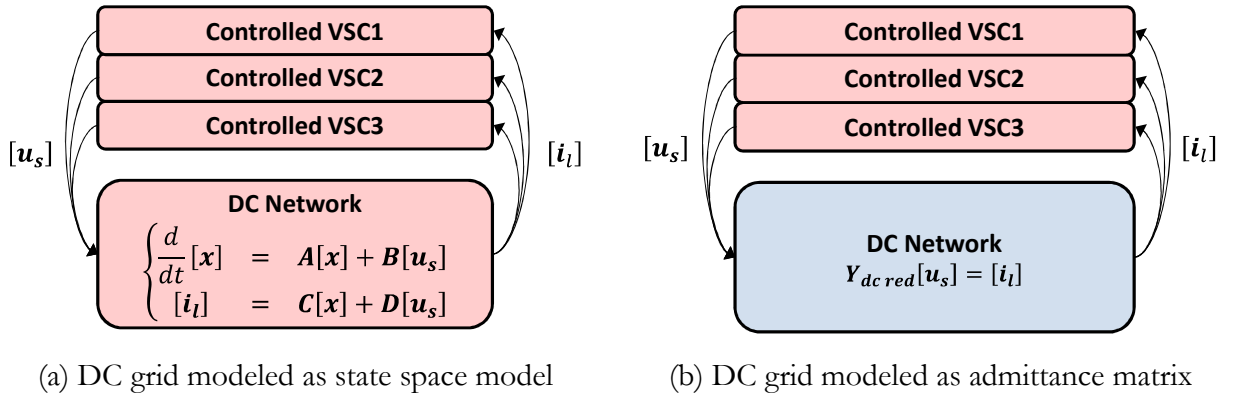 Controlled VSC1
Controlled VSC2
Controlled VSC3
[u_s]
[i_l]
DC Network
d/dt [x] = A[x] + B[u_s]
[i_l] = C[x] + D[u_s]
(a) DC grid modeled as state space model
Controlled VSC1
Controlled VSC2
Controlled VSC3
[u_s]
[i_l]
DC Network
Y_{dc red}[u_s] = [i_l]
(b) DC grid modeled as admittance matrix